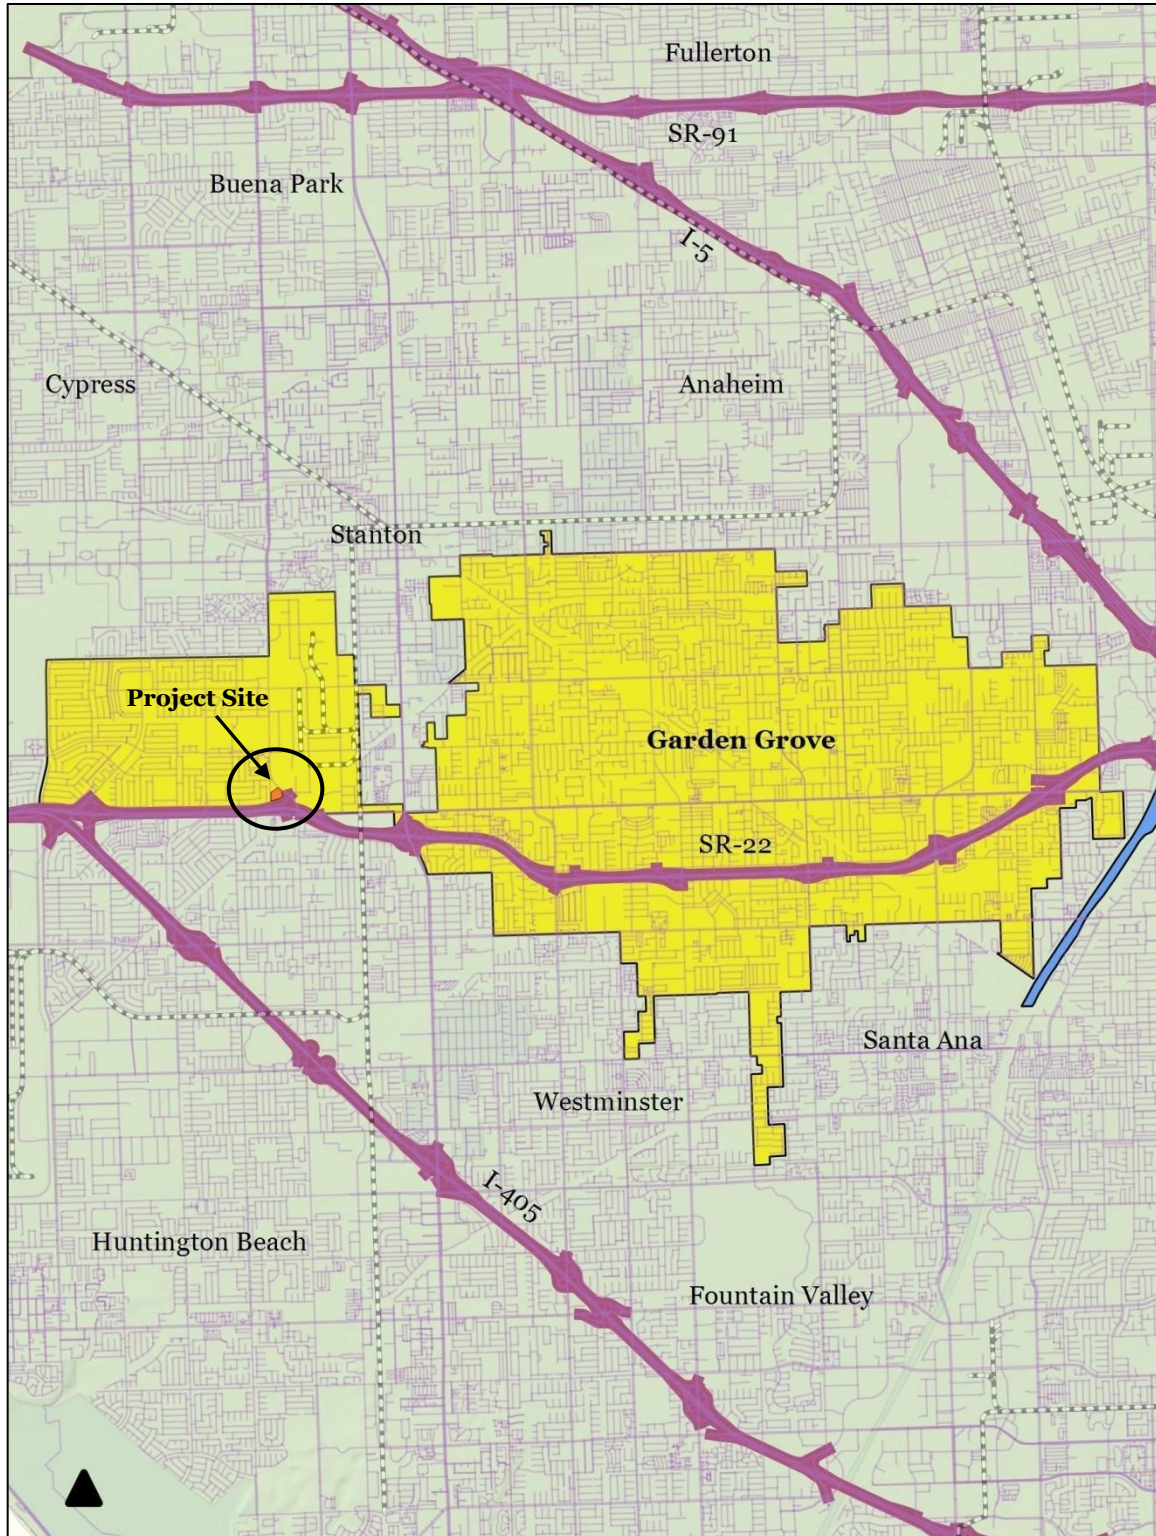 Fullerton
SR-91
Buena Park
I-5
Cypress
Anaheim
Stanton
Project Site
Garden Grove
SR-22
Santa Ana
Westminster
I-405
Huntington Beach
Fountain Valley